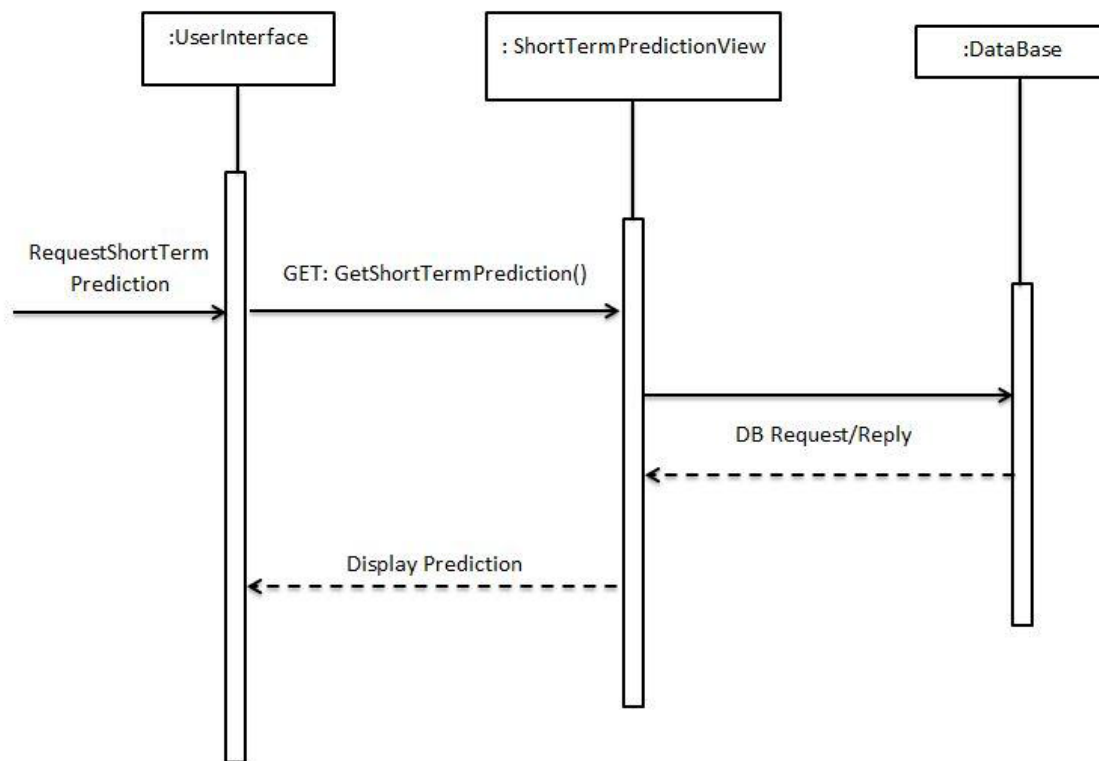 :UserInterface
: ShortTermPredictionView
:DataBase
RequestShortTerm
Prediction
GET: GetShortTermPrediction()
DB Request/Reply
Display Prediction